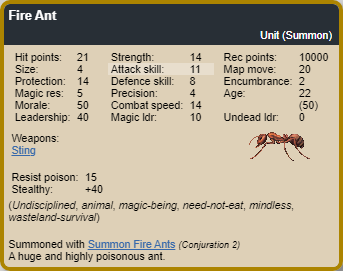 Fire Ant
Unit (Summon)
Hit points: 21 Strength: 14 Rec points: 10000
Size: 4 Attack skill: 11 Map move: 20
Protection: 14 Defence skill: 8 Encumbrance: 2
Magic res: 5 Precision: 4 Age: 22
Morale: 50 Combat speed: 14 (50)
Leadership: 40 Magic ldr: 10 Undead ldr: 0
Weapons:
Sting
Resist poison: 15
Stealthy: +40
(Undisciplined, animal, magic-being, need-not-eat, mindless,
wasteland-survival)
Summoned with Summon Fire Ants (Conjuration 2)
A huge and highly poisonous ant.